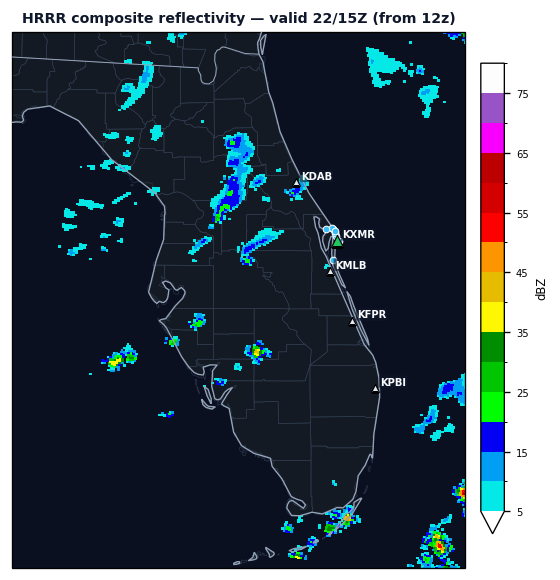 HRRR composite reflectivity — valid 22/15Z (from 12z)
KDAB
KXMR
KMLB
KFPR
KPBI
75
65
55
45
35
25
15
5
dBZ